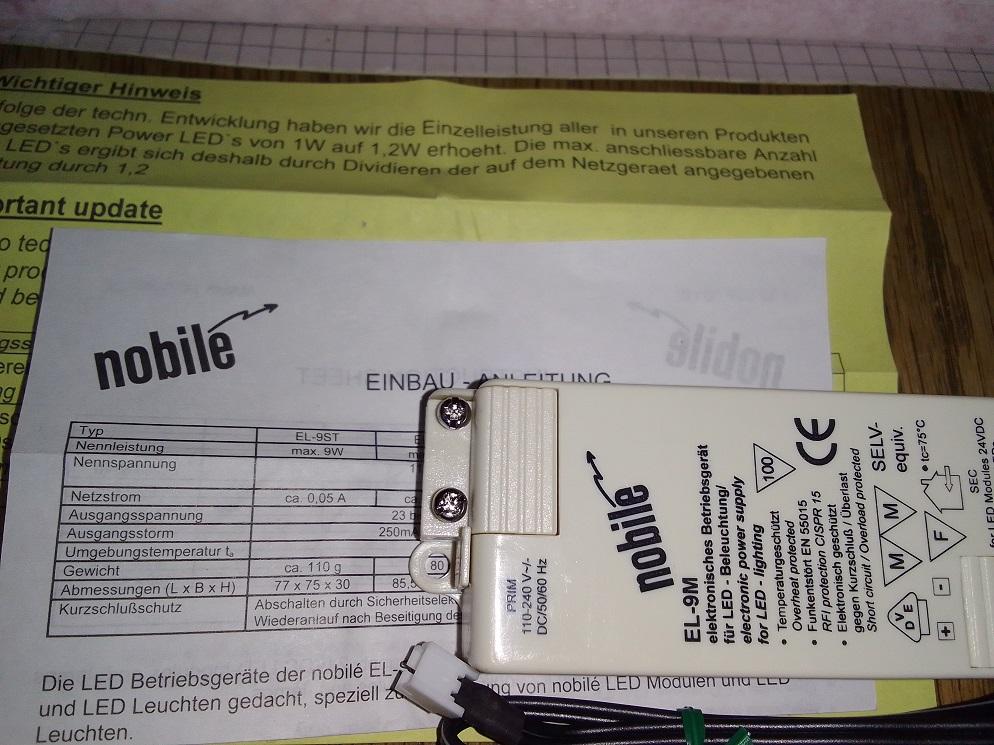 Wichtiger Hinweis
folge der techn. Entwicklung haben wir die Einzelleistung aller in unseren Produkten
gesetzten Power LED`s von 1W auf 1,2W erhoeht. Die max. anschliessbare Anzahl
LED`s ergibt sich deshalb durch Dividieren der auf dem Netzgeraet angegebenen
tung durch 1,2
ortant update
nobile
EINBAU - ANLEITUNG
Typ EL-9ST
Nennleistung max. 9W
Nennspannung
Netzstrom ca. 0,05 A ca
Ausgangsspannung 23
Ausgangsstorm 250m
Umgebungstemperatur ta
Gewicht ca. 110 g
Abmessungen (L x B x H) 77 x 75 x 30 85,5
Kurzschlußschutz Abschalten durch Sicherheitselek
Wiederanlauf nach Beseitigung de
Die LED Betriebsgeräte der nobilé EL-
und LED Leuchten gedacht, speziell von nobilé LED Modulen und LED
Leuchten.
80
PRIM
110-240 V~/-
DC/50/60 Hz
nobile
EL-9M
elektronisches Betriebsgerät
für LED - Beleuchtung/
electronic power supply
for LED - lighting
• Temperaturgeschützt
Overheat protected
• Funkentstört EN 55015
RFI protection CISPR 15
• Elektronisch geschützt
gegen Kurzschluß / Überlast
Short circuit / Overload protected
100
CE
SELV-
equiv.
M M
F
• tc=75°C
DVE
+ -
SEC
for LED Modules 24VDC